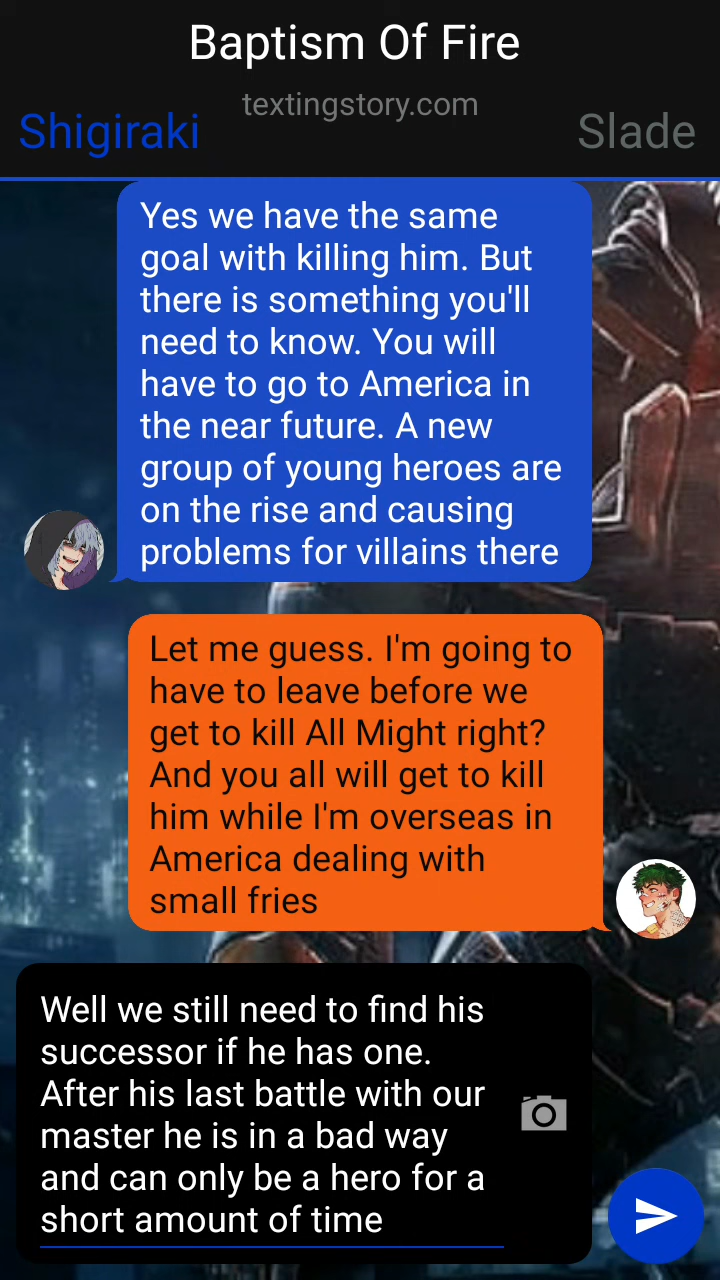 Baptism Of Fire
textingstory.com
Shigiraki
Slade
Yes we have the same
goal with killing him. But
there is something you'll
need to know. You will
have to go to America in
the near future. A new
group of young heroes are
on the rise and causing
problems for villains there
Let me guess. I'm going to
have to leave before we
get to kill All Might right?
And you all will get to kill
him while I'm overseas in
America dealing with
small fries
Well we still need to find his
successor if he has one.
After his last battle with our
master he is in a bad way
and can only be a hero for a
short amount of time